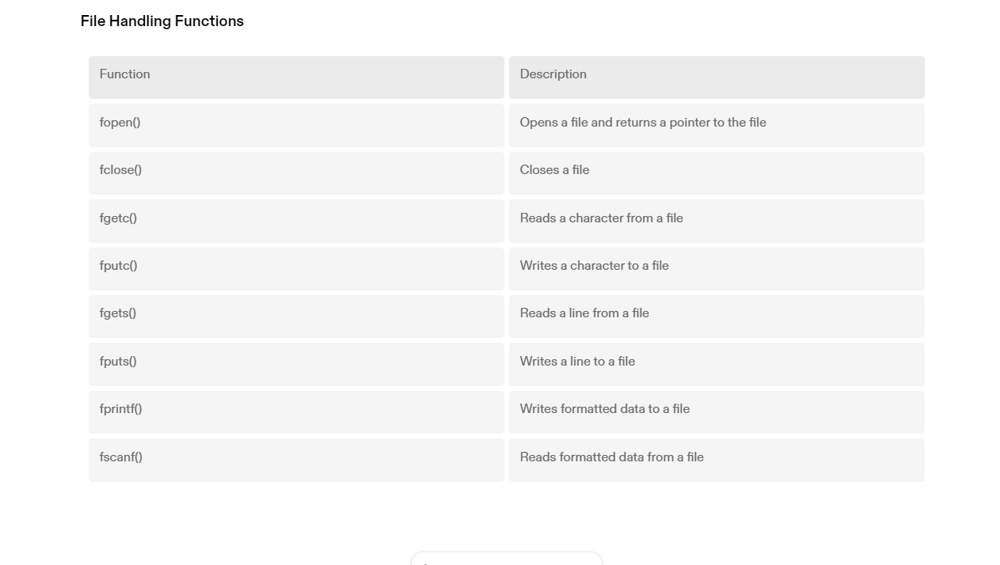 File Handling Functions
Function Description
fopen() Opens a file and returns a pointer to the file
fclose() Closes a file
fgetc() Reads a character from a file
fputc() Writes a character to a file
fgets() Reads a line from a file
fputs() Writes a line to a file
fprintf() Writes formatted data to a file
fscanf() Reads formatted data from a file